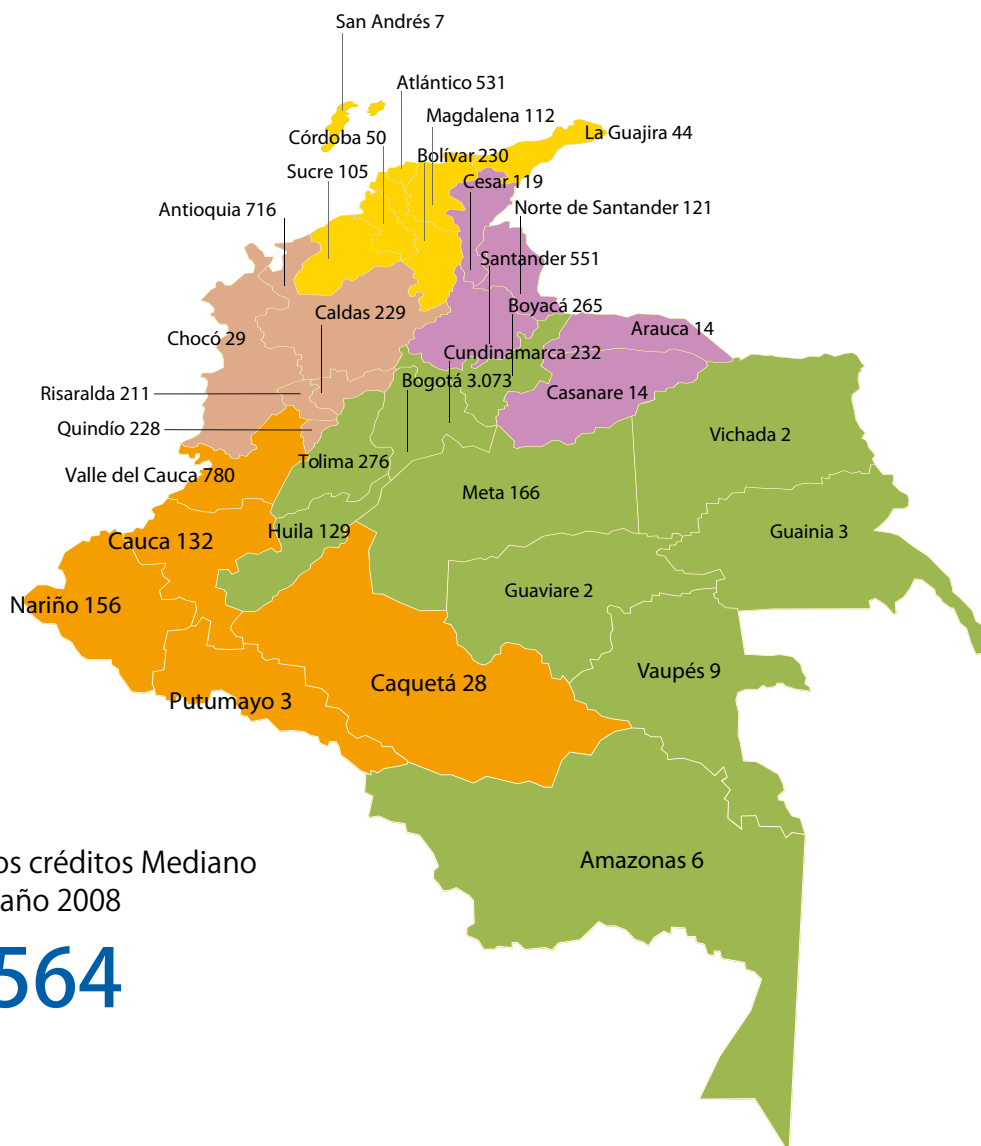 San Andrés 7
Atlántico 531
Magdalena 112
La Guajira 44
Córdoba 50
Bolívar 230
Sucre 105
Cesar 119
Norte de Santander 121
Antioquia 716
Santander 551
Boyacá 265
Caldas 229
Arauca 14
Chocó 29
Cundinamarca 232
Bogotá 3.073
Risaralda 211
Casanare 14
Quindío 228
Vichada 2
Tolima 276
Valle del Cauca 780
Meta 166
Huila 129
Guainia 3
Cauca 132
Guaviare 2
Nariño 156
Vaupés 9
Caquetá 28
Putumayo 3
os créditos Mediano
año 2008
Amazonas 6
564